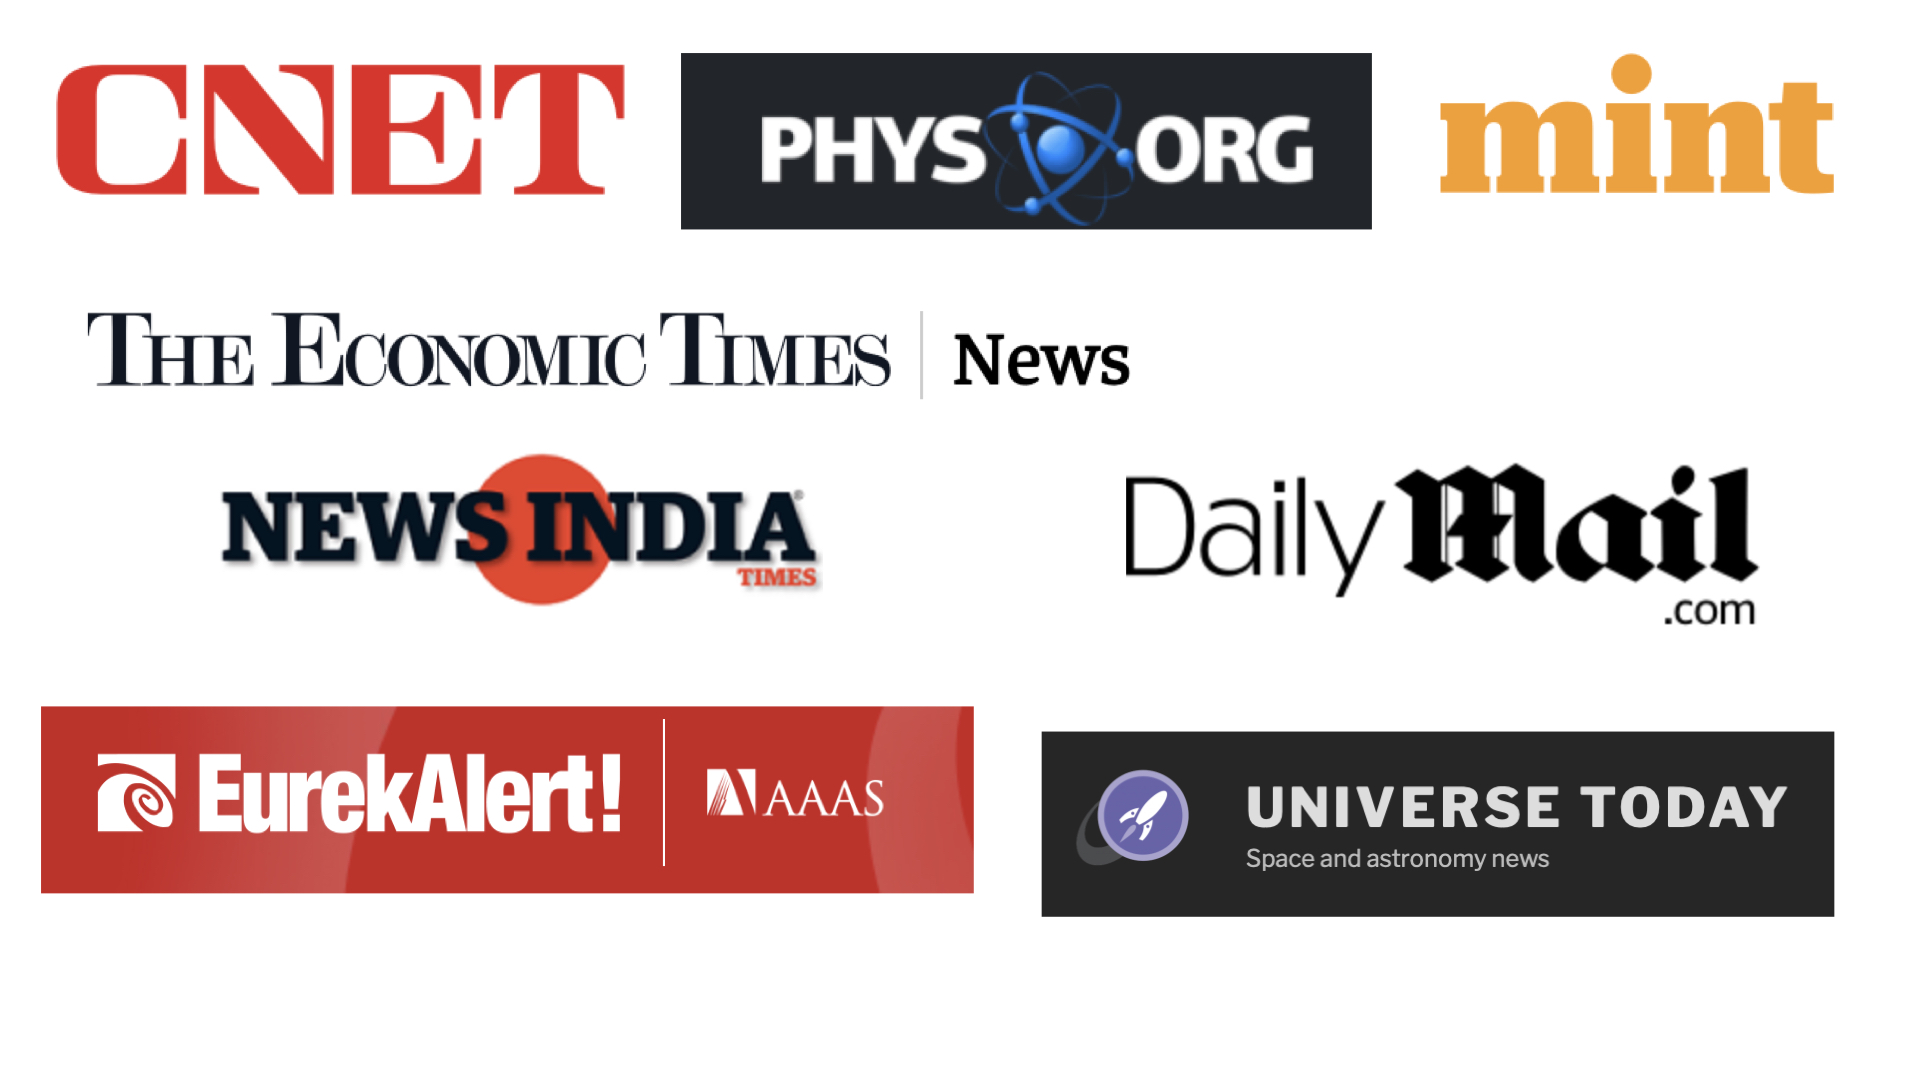 CNET
PHYS ORG
mint
THE ECONOMIC TIMES | News
NEWS INDIA®
TIMES
Daily Mail
.com
EurekAlert! | AAAS
UNIVERSE TODAY
Space and astronomy news